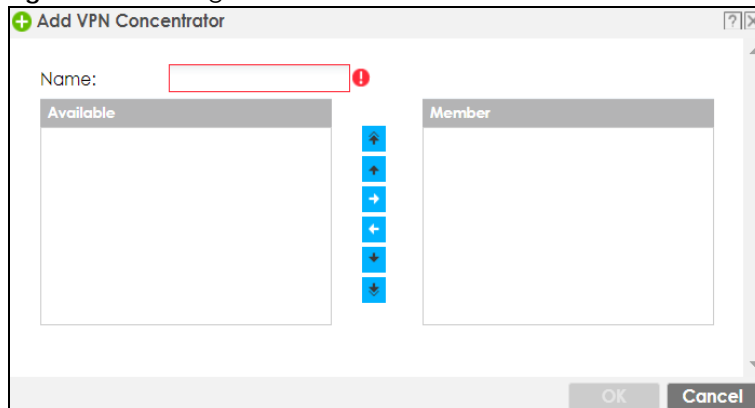 Add VPN Concentrator
?
Name:
!
Available
Member
OK
Cancel